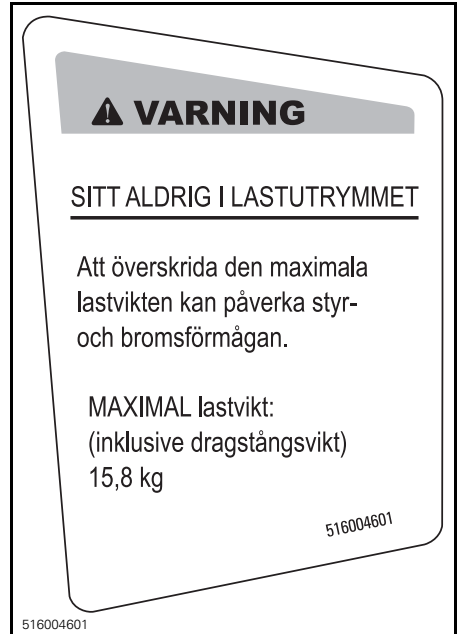 VARNING
SITT ALDRIG I LASTUTRYMMET
Att överskrida den maximala
lastvikten kan påverka styr-
och bromsförmågan.
MAXIMAL lastvikt:
(inklusive dragstångsvikt)
15,8 kg
516004601
516004601